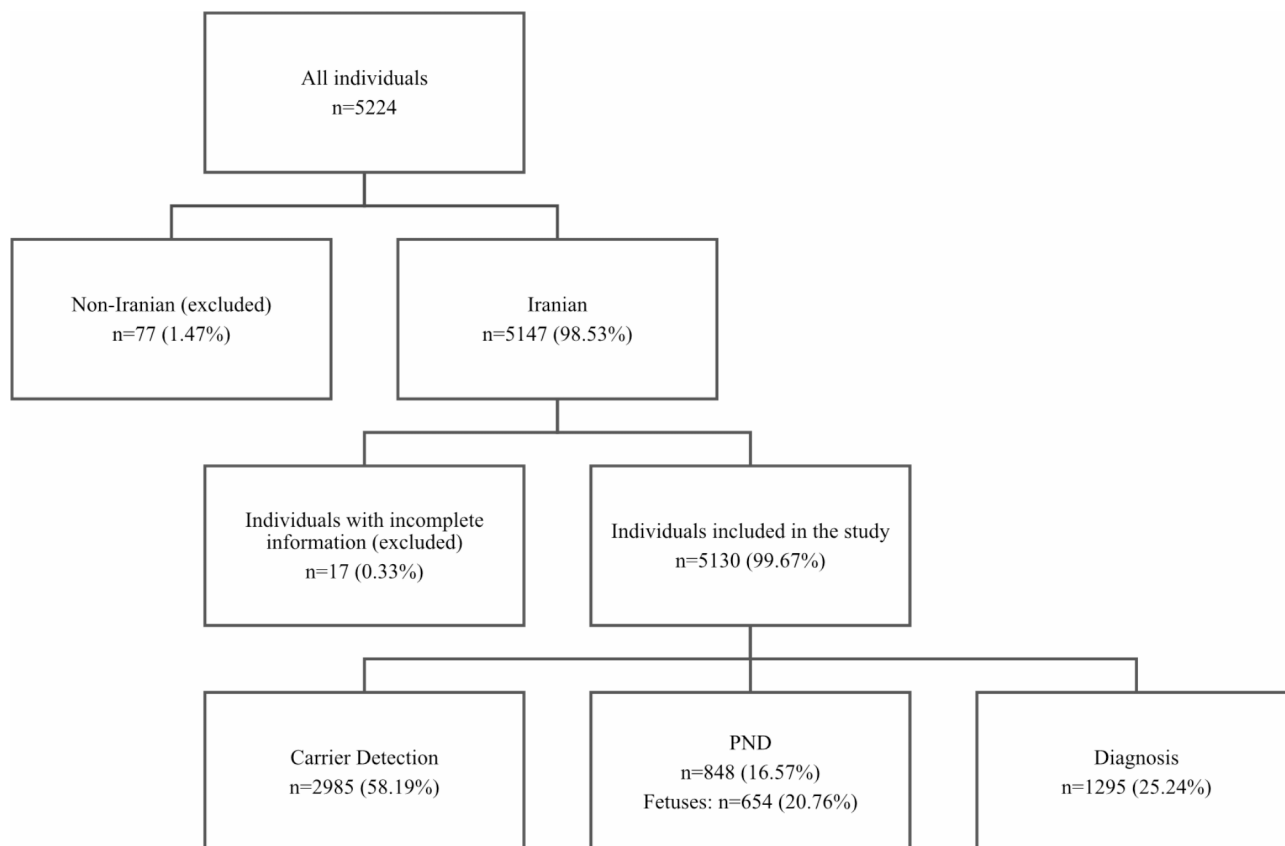 All individuals
n=5224
Non-Iranian (excluded)
n=77 (1.47%)
Iranian
n=5147 (98.53%)
Individuals with incomplete
information (excluded)
n=17 (0.33%)
Individuals included in the study
n=5130 (99.67%)
Carrier Detection
n=2985 (58.19%)
PND
n=848 (16.57%)
Fetuses: n=654 (20.76%)
Diagnosis
n=1295 (25.24%)